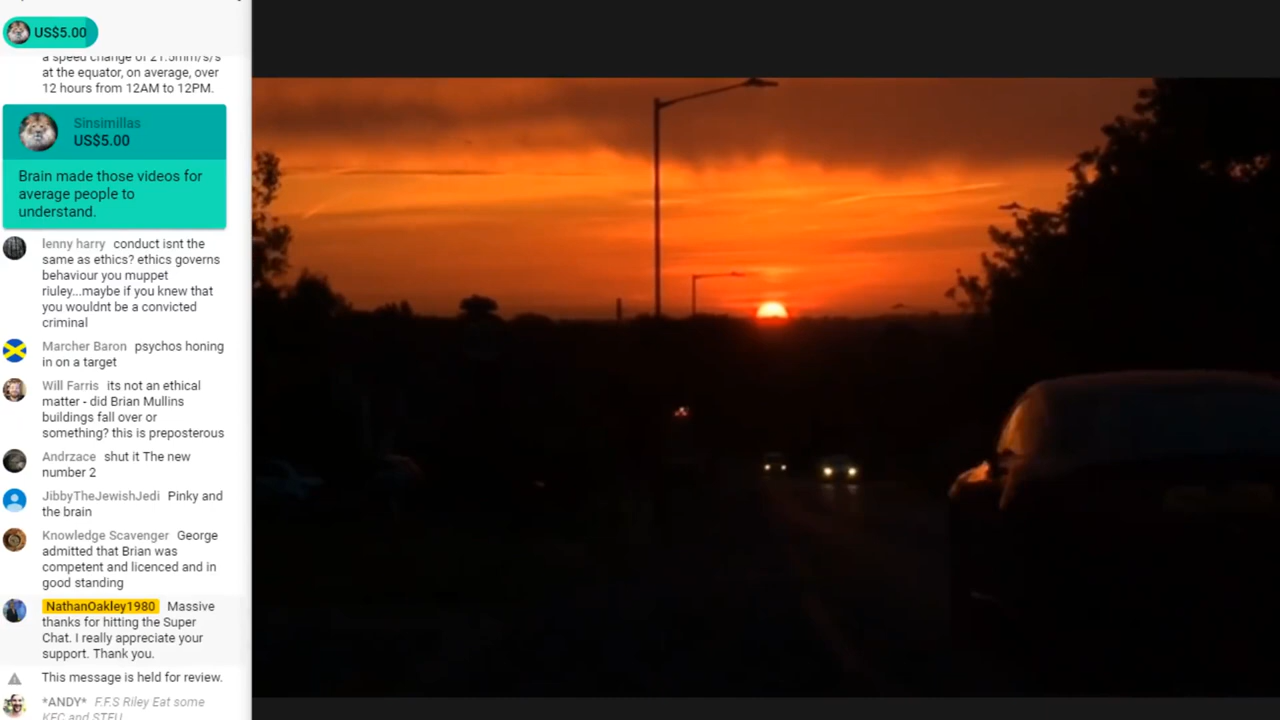 US$5.00
a speed change of 21.5mm/s/s
at the equator, on average, over
12 hours from 12AM to 12PM.
Sinsimillas
US$5.00
Brain made those videos for
average people to
understand.
lenny harry conduct isnt the
same as ethics? ethics governs
behaviour you muppet
riuley...maybe if you knew that
you wouldnt be a convicted
criminal
Marcher Baron psychos honing
in on a target
Will Farris its not an ethical
matter - did Brian Mullins
buildings fall over or
something? this is preposterous
Andrzace shut it The new
number 2
JibbyTheJewishJedi Pinky and
the brain
Knowledge Scavenger George
admitted that Brian was
competent and licenced and in
good standing
NathanOakley1980 Massive
thanks for hitting the Super
Chat. I really appreciate your
support. Thank you.
This message is held for review.
*ANDY* F.F.S Riley Eat some
KFC and STFU